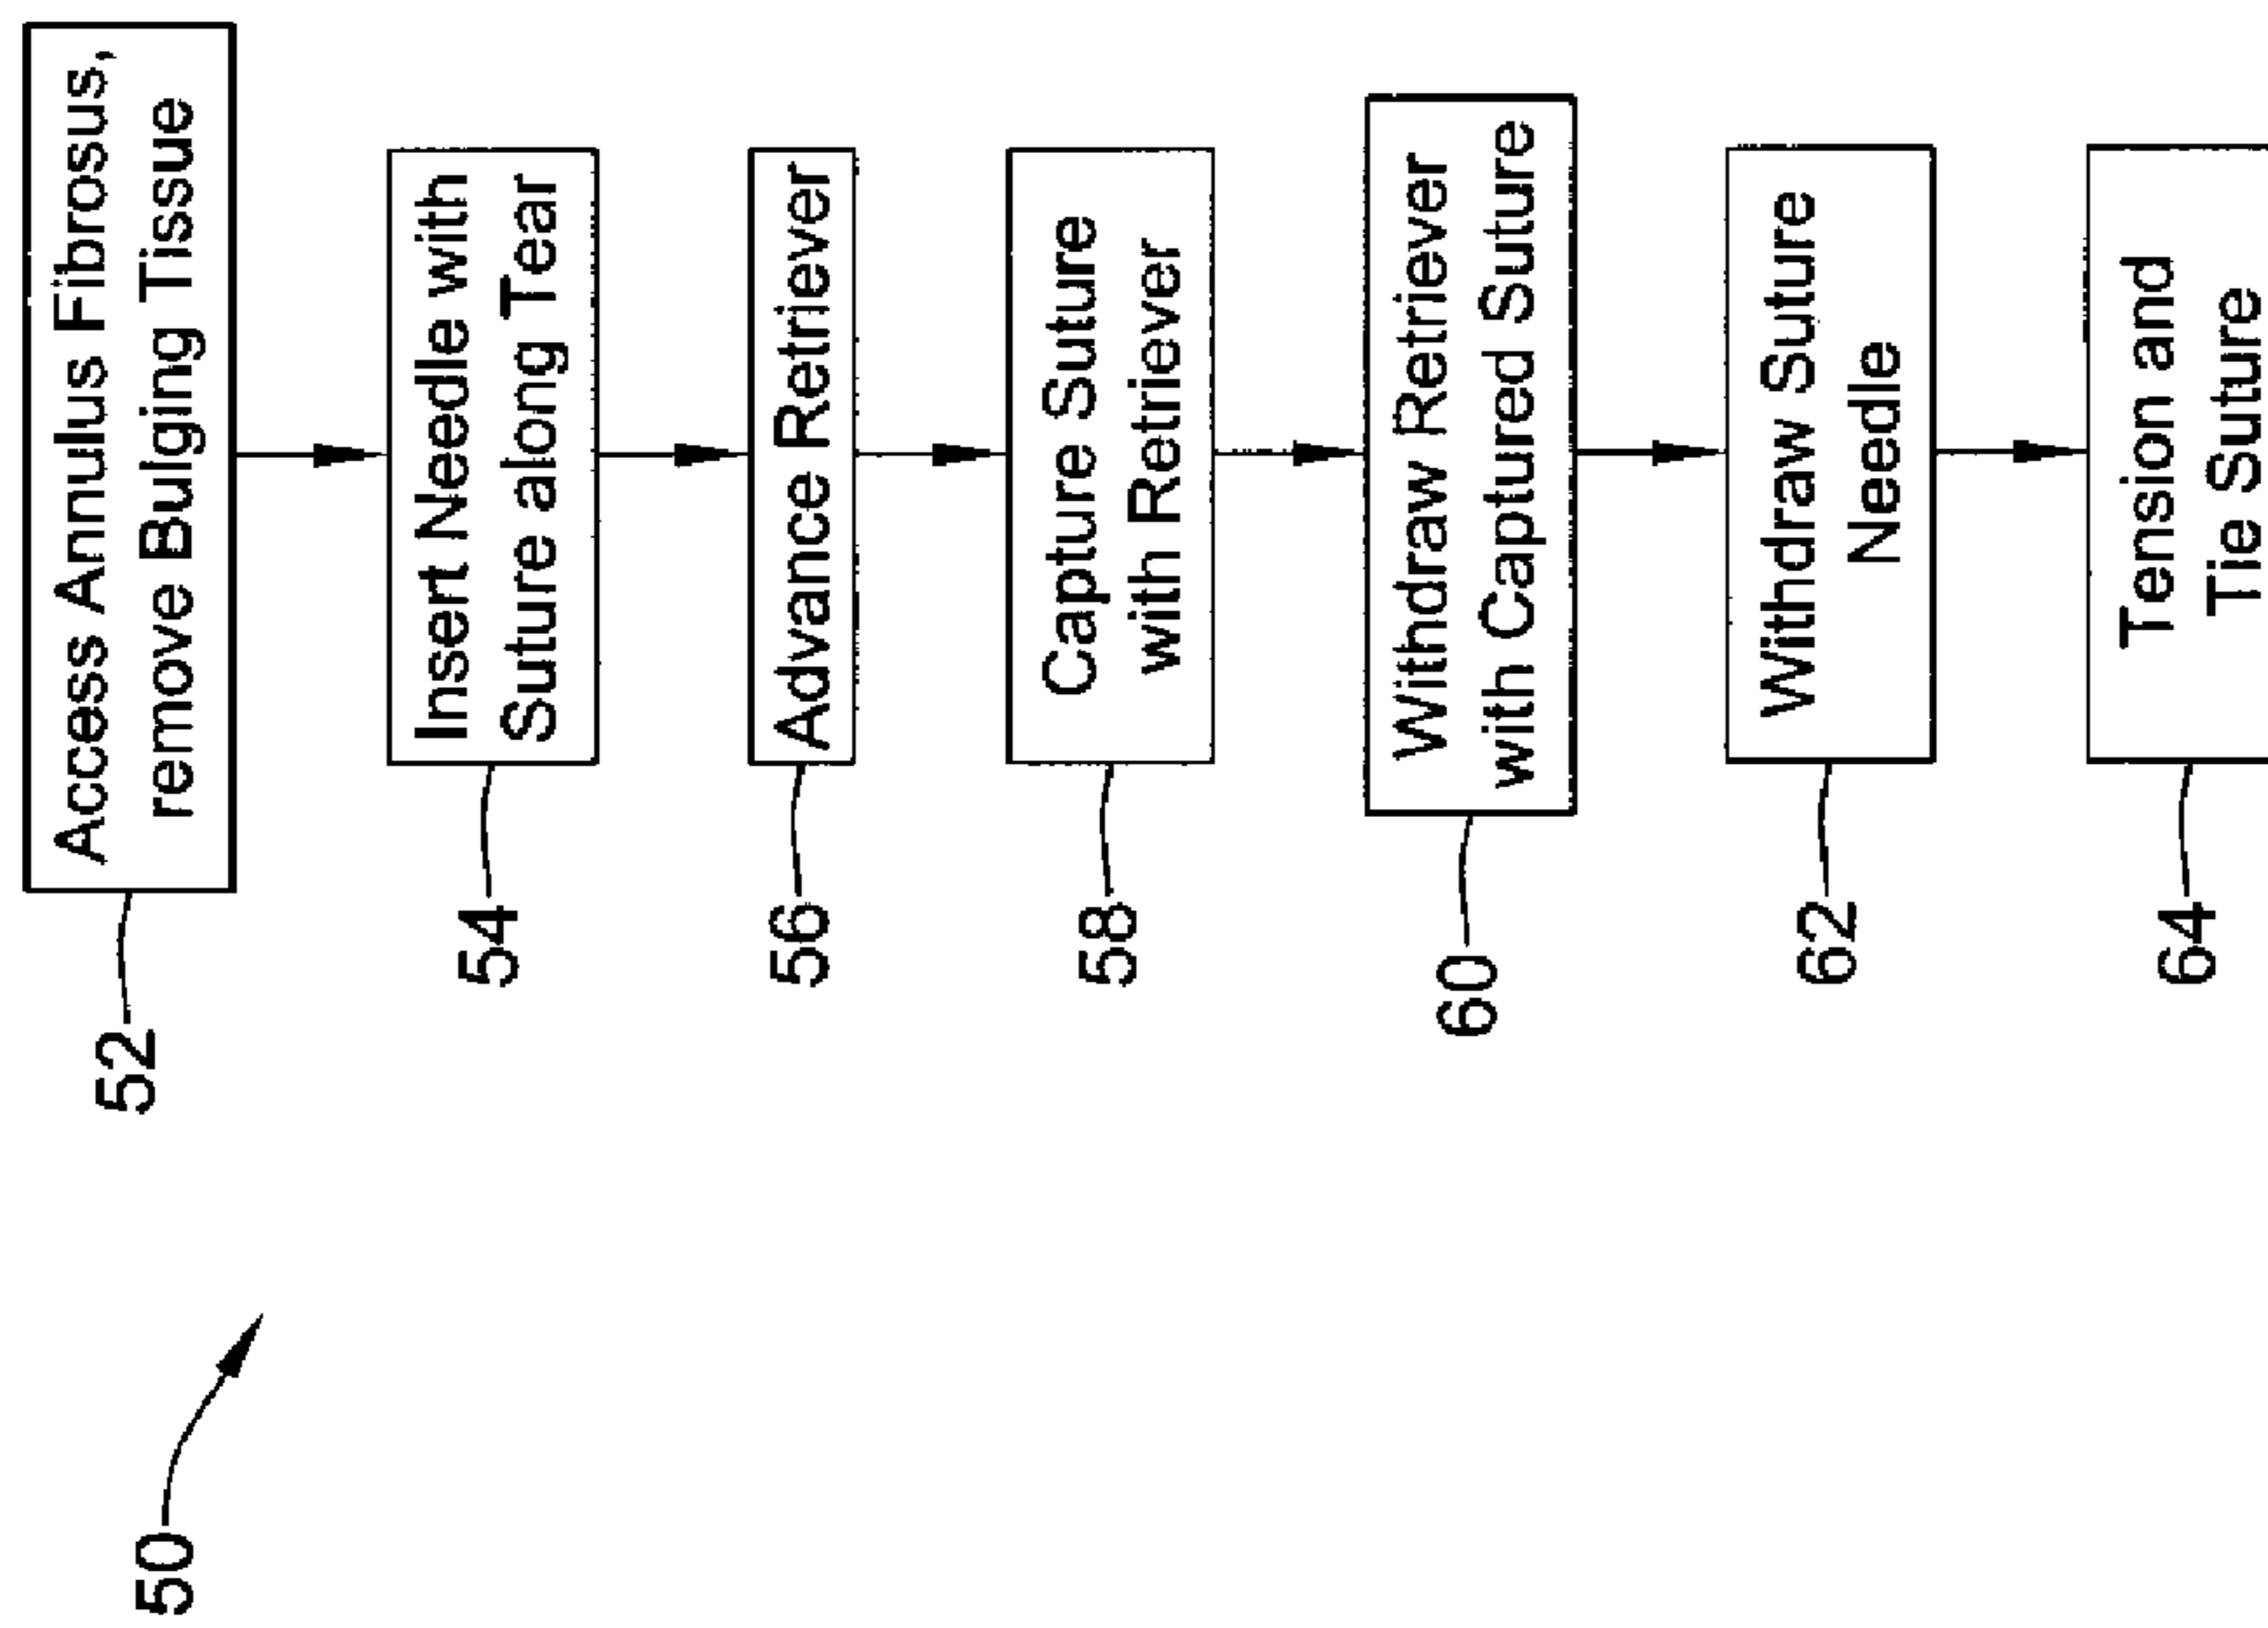 50
52
Access Annulus Fibrosus,
remove Bulging Tissue
54
Insert Needle with
Suture along Tear
56
Advance Retriever
58
Capture Suture
with Retriever
60
Withdraw Retriever
with Captured Suture
62
Withdraw Suture
Needle
64
Tension and
Tie Suture